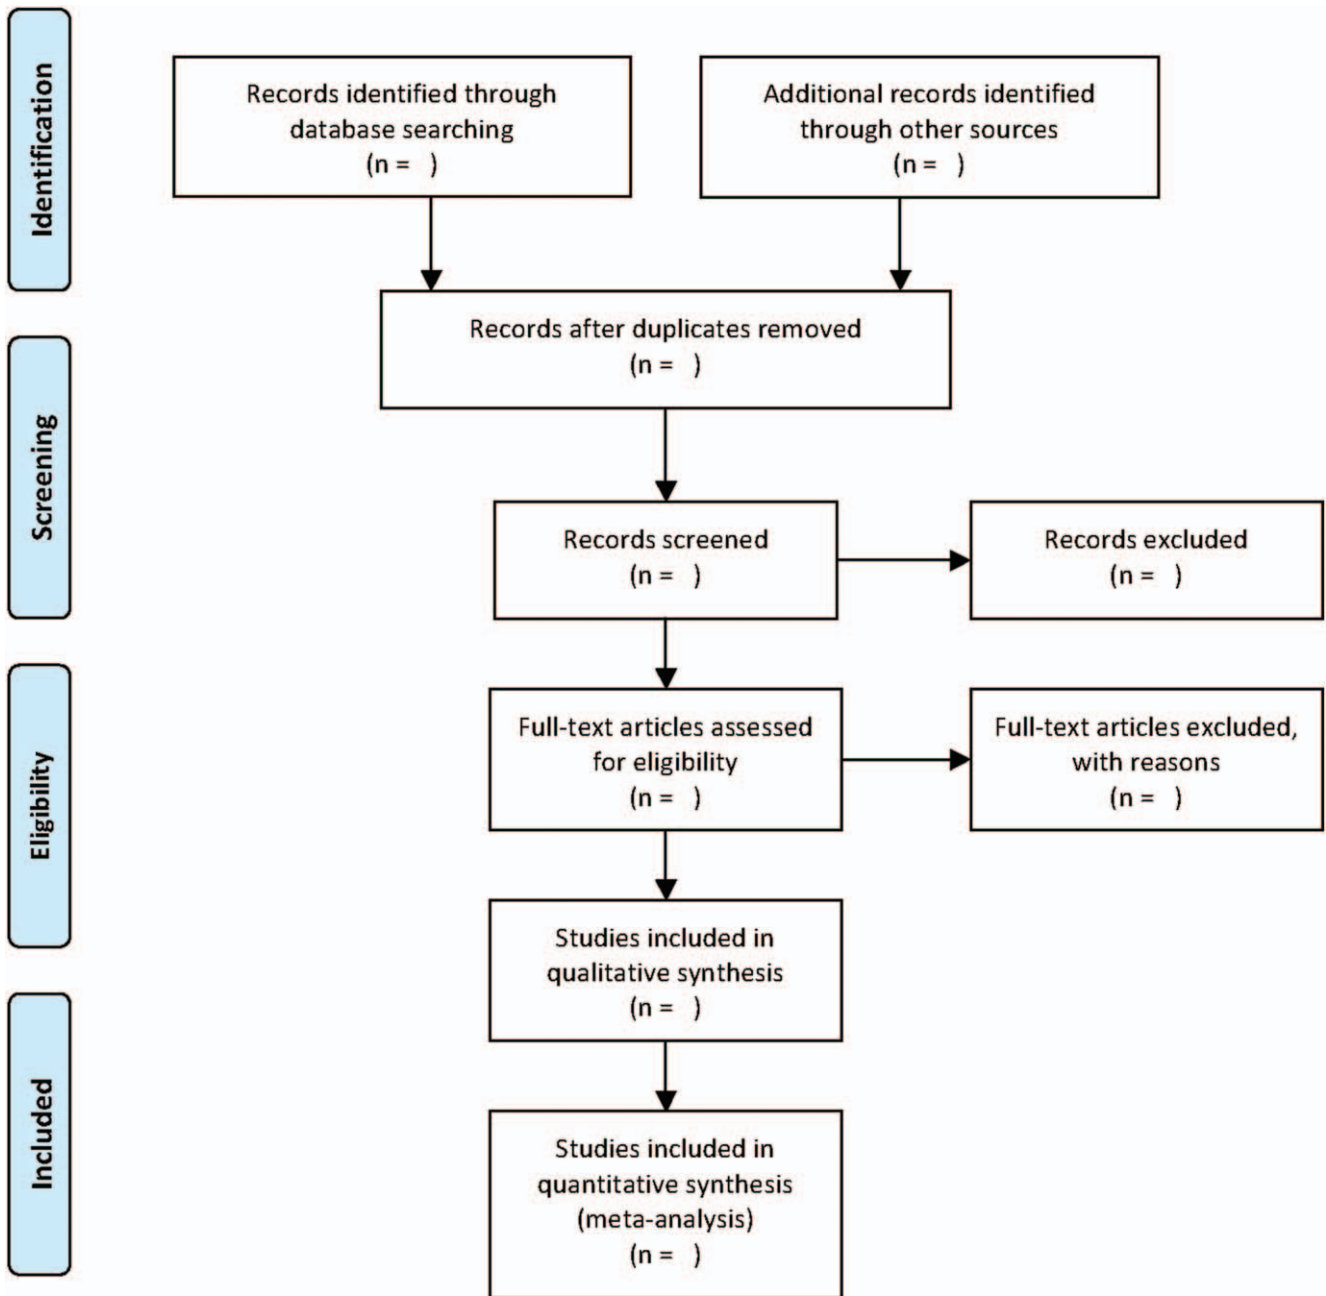 Identification
Records identified through
database searching
(n =   )
Additional records identified
through other sources
(n =   )
Records after duplicates removed
(n =   )
Screening
Records screened
(n =   )
Records excluded
(n =   )
Eligibility
Full-text articles assessed
for eligibility
(n =   )
Full-text articles excluded,
with reasons
(n =   )
Studies included in
qualitative synthesis
(n =   )
Included
Studies included in
quantitative synthesis
(meta-analysis)
(n =   )